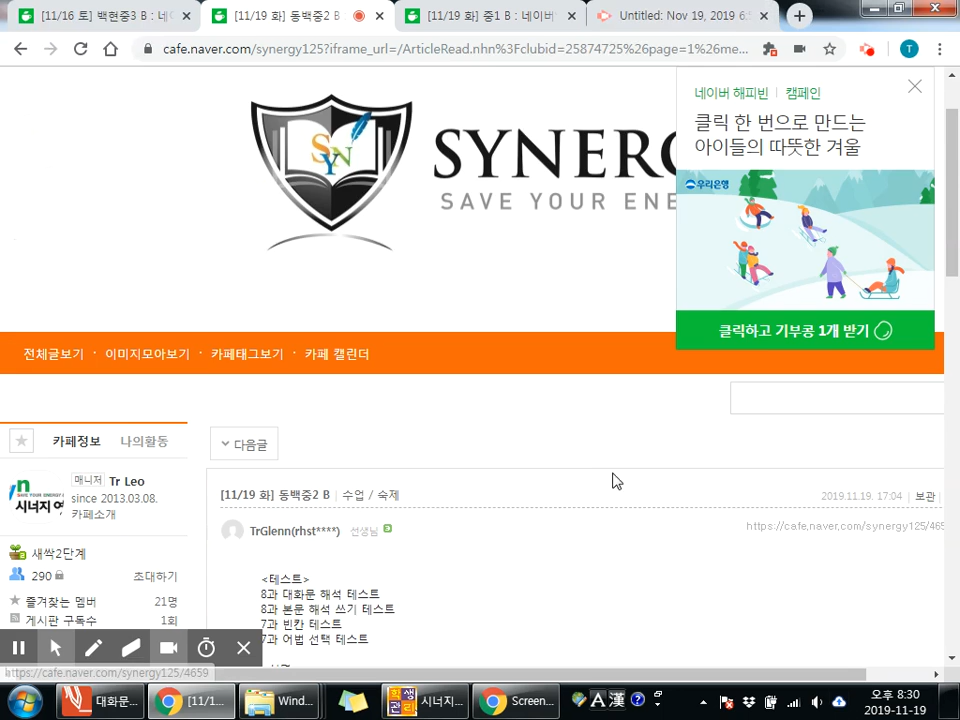 [11/16 토] 백현중3 B : 네이
[11/19 화] 동백중2 B
[11/19 화] 중1 B : 네이버
Untitled: Nov 19, 2019 6:5
cafe.naver.com/synergy125?iframe_url=/ArticleRead.nhn%3Fclubid=25874725%26page=1%26me...
T
SYN
SYNERG
SAVE YOUR ENE
네이버 해피빈 | 캠페인
클릭 한 번으로 만드는
아이들의 따뜻한 겨울
우리은행
클릭하고 기부콩 1개 받기
전체글보기 · 이미지모아보기 · 카페태그보기 · 카페 캘린더
카페정보 나의활동
다음글
매니저 Tr Leo
since 2013.03.08.
카페소개
시너지
새싹2단계
290 초대하기
즐겨찾는 멤버 21명
게시판 구독수 1회
[11/19 화] 동백중2 B | 수업 / 숙제
2019.11.19. 17:04 | 보관
TrGlenn(rhst****) 선생님
https://cafe.naver.com/synergy125/465
<테스트>
8과 대화문 해석 테스트
8과 본문 해석 쓰기 테스트
7과 빈칸 테스트
7과 어법 선택 테스트
https://cafe.naver.com/synergy125/4659
대화문...
[11/1...
Wind...
학생관리
시너지...
Screen...
A 漢
오후 8:30
2019-11-19